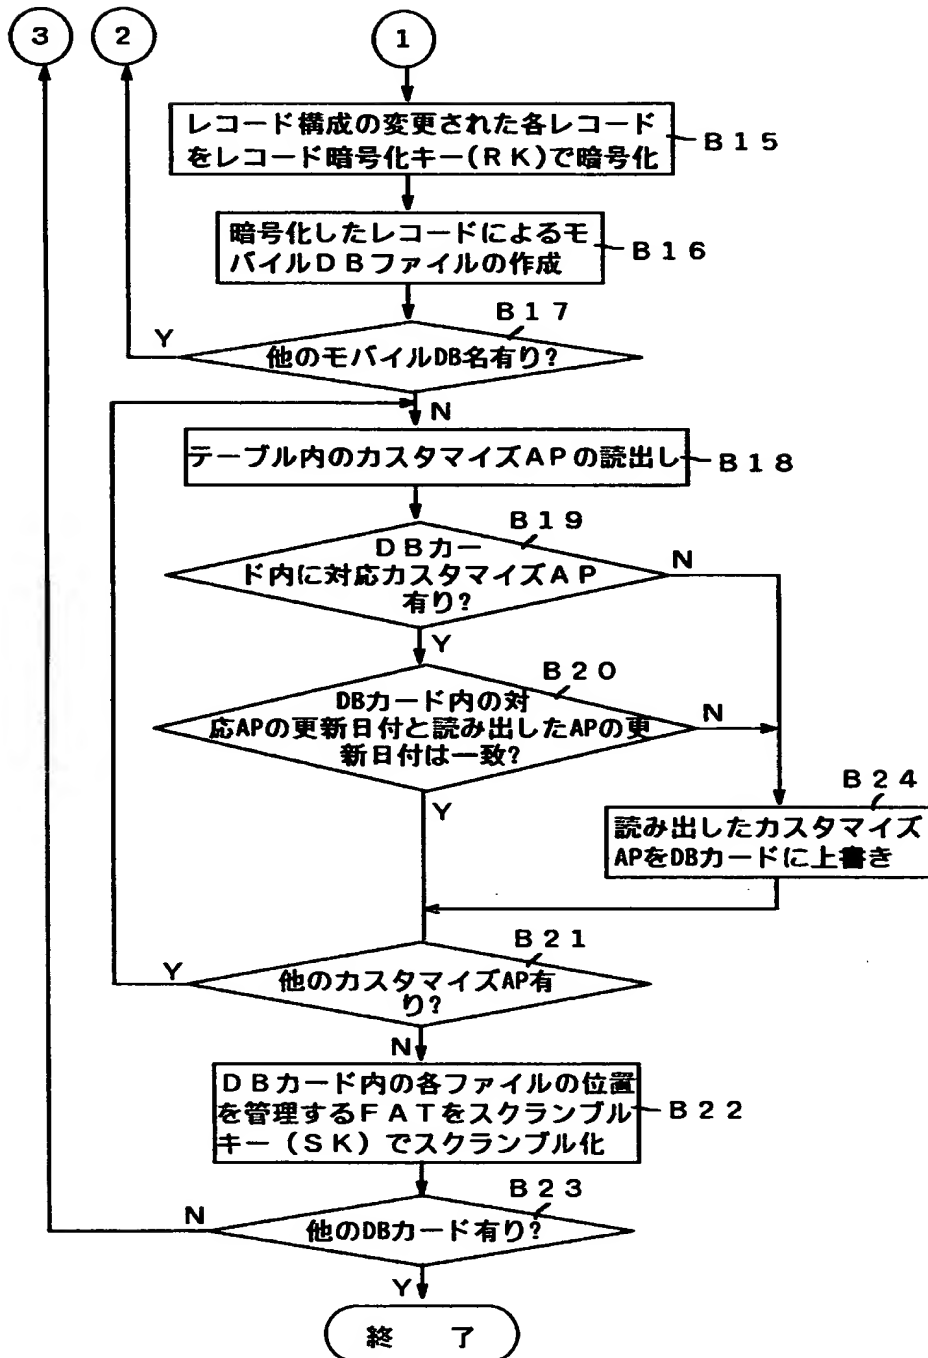 3
2
1
レコード構成の変更された各レコード
をレコード暗号化キー(RK)で暗号化
B15
暗号化したレコードによるモ
バイルDBファイルの作成
B16
B17
Y
他のモバイルDB名有り?
N
テーブル内のカスタマイズAPの読出し
B18
B19
DBカー
ド内に対応カスタマイズAP
有り?
N
Y
B20
DBカード内の対
応APの更新日付と読み出したAPの更
新日付は一致?
N
Y
B24
読み出したカスタマイズ
APをDBカードに上書き
B21
Y
他のカスタマイズAP有
り?
N
DBカード内の各ファイルの位置
を管理するFATをスクランブル
キー(SK)でスクランブル化
B22
B23
N
他のDBカード有り?
Y
終 了